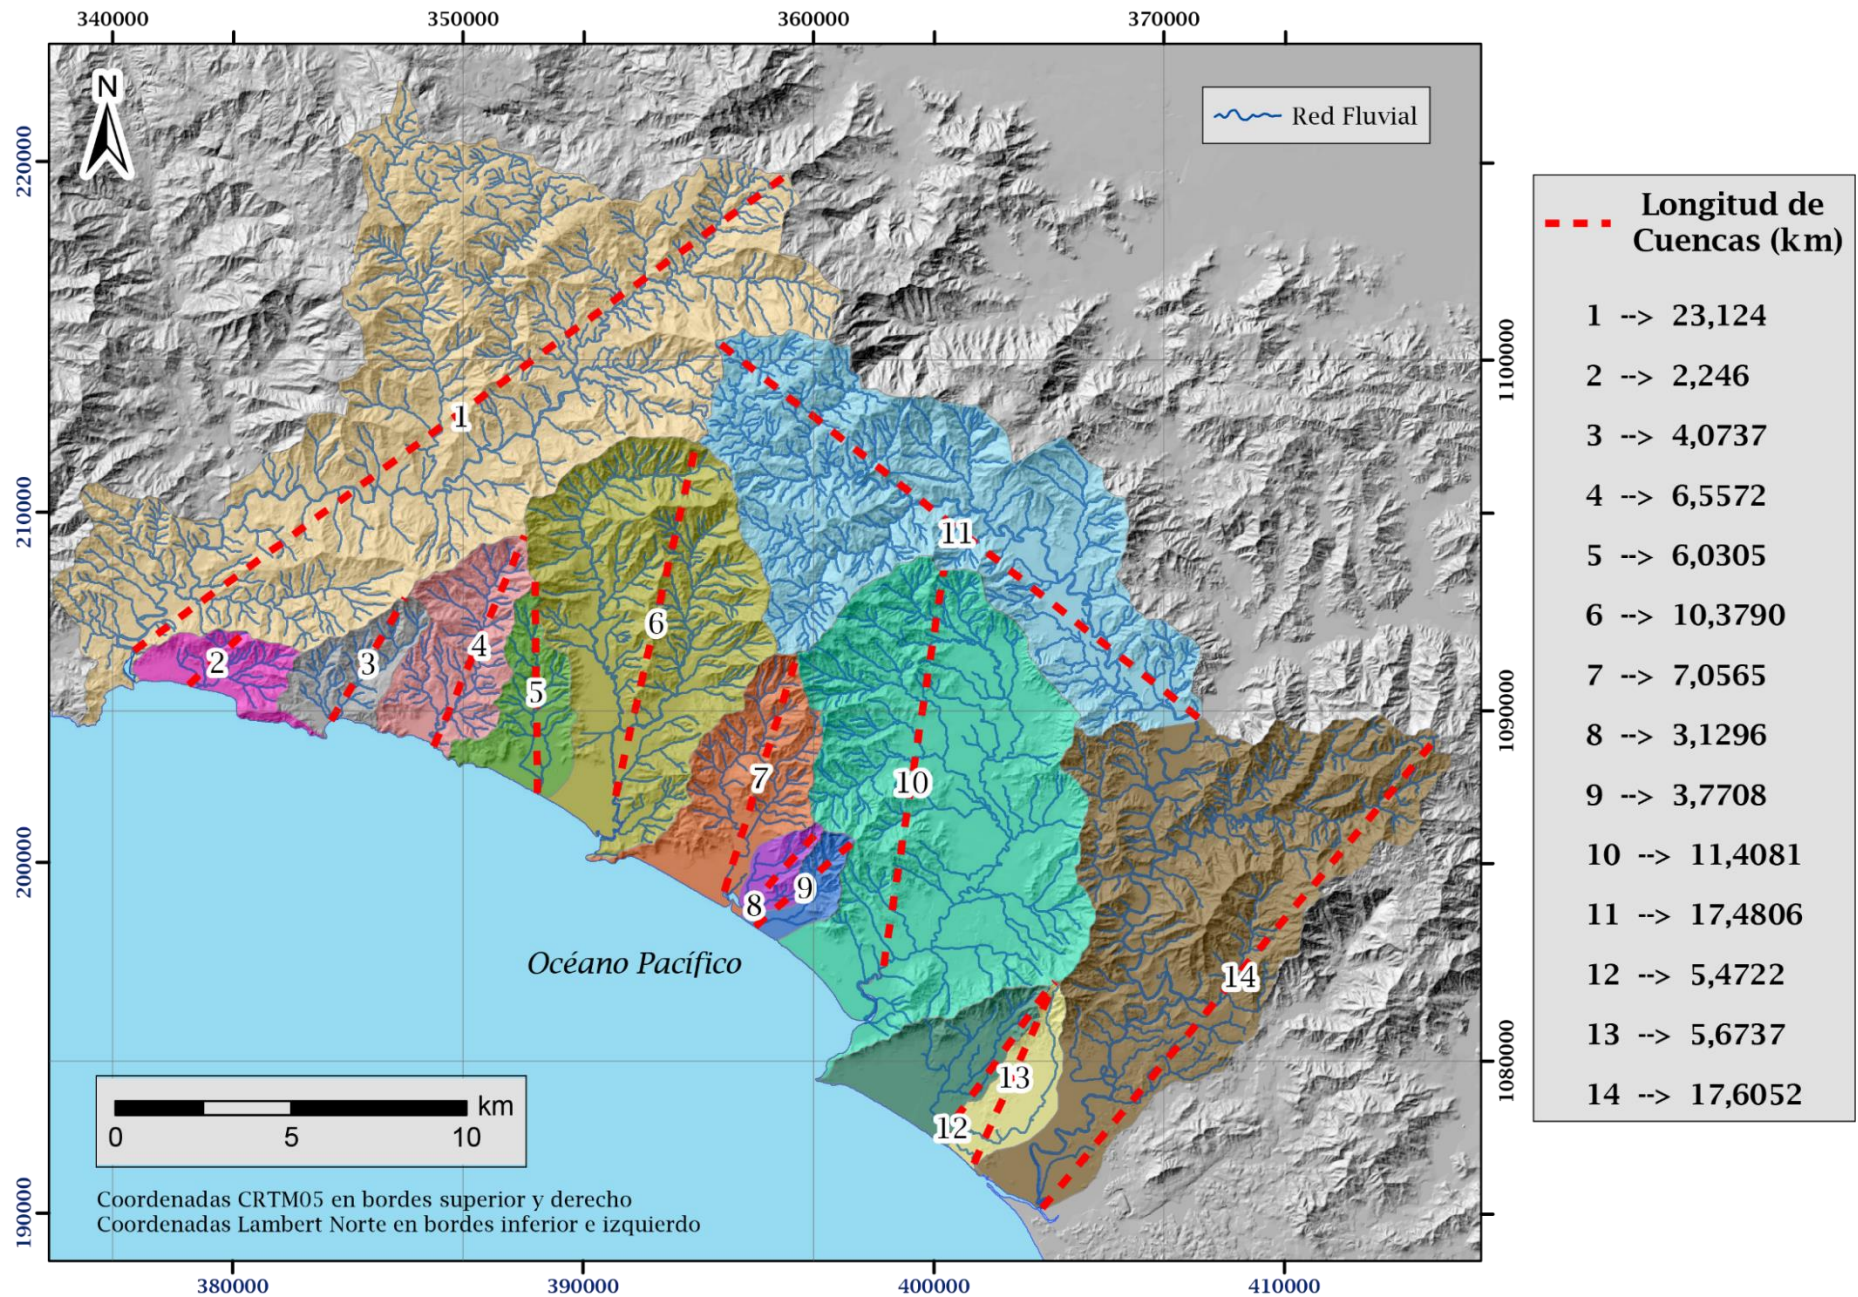 340000
350000
360000
370000
N
Red Fluvial
220000
210000
200000
190000
1100000
1090000
1080000
1
2
3
4
5
6
7
8
9
10
11
12
13
14
Océano Pacífico
km
0 5 10
Coordenadas CRTM05 en bordes superior y derecho
Coordenadas Lambert Norte en bordes inferior e izquierdo
380000
390000
400000
410000
Longitud de
Cuencas (km)
1 --> 23,124
2 --> 2,246
3 --> 4,0737
4 --> 6,5572
5 --> 6,0305
6 --> 10,3790
7 --> 7,0565
8 --> 3,1296
9 --> 3,7708
10 --> 11,4081
11 --> 17,4806
12 --> 5,4722
13 --> 5,6737
14 --> 17,6052